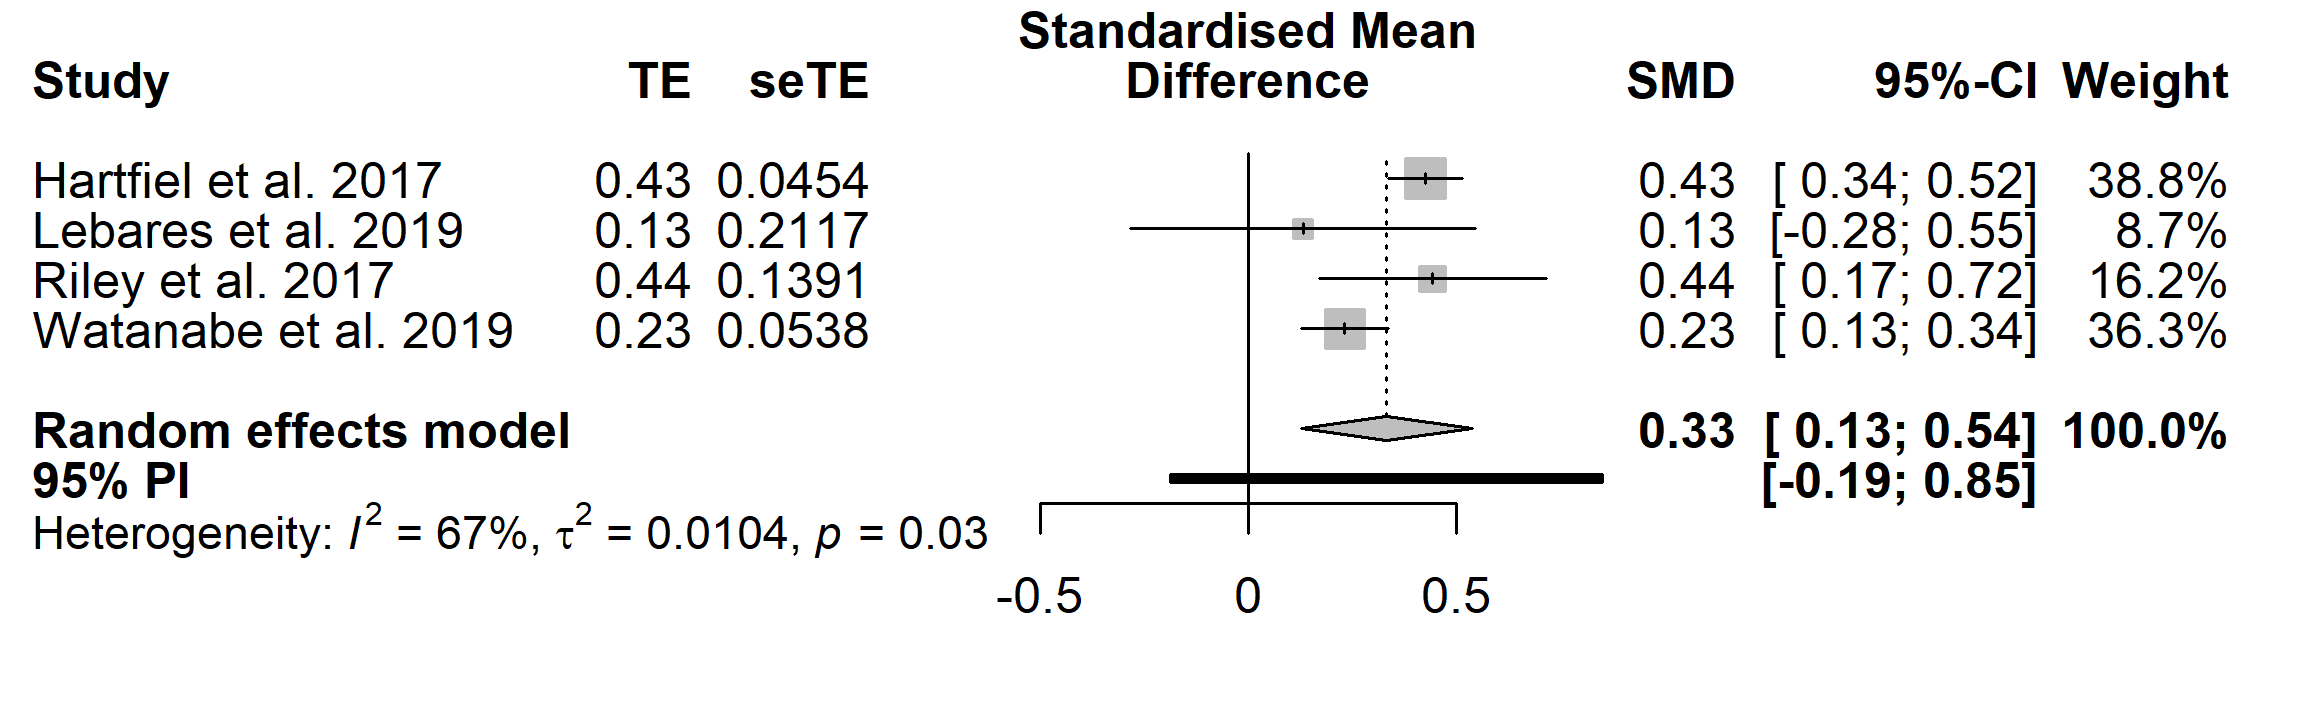 Standardised Mean
Study TE seTE Difference SMD 95%-CI Weight
Hartfiel et al. 2017 0.43 0.0454 0.43 [ 0.34; 0.52] 38.8%
Lebares et al. 2019 0.13 0.2117 0.13 [-0.28; 0.55] 8.7%
Riley et al. 2017 0.44 0.1391 0.44 [ 0.17; 0.72] 16.2%
Watanabe et al. 2019 0.23 0.0538 0.23 [ 0.13; 0.34] 36.3%
Random effects model 0.33 [ 0.13; 0.54] 100.0%
95% PI [-0.19; 0.85]
Heterogeneity: I² = 67%, τ² = 0.0104, p = 0.03
-0.5 0 0.5